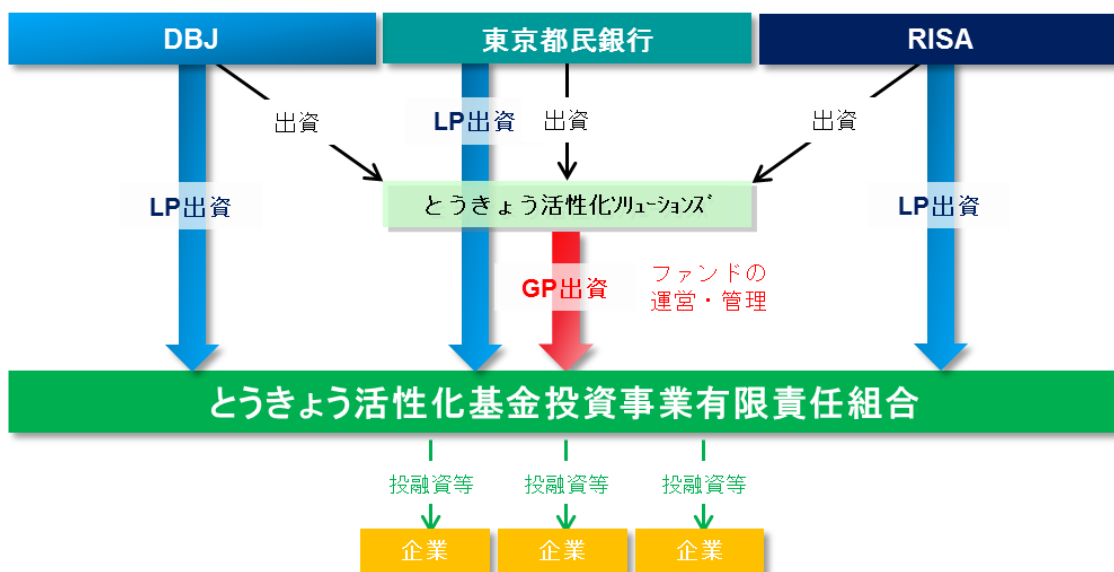 DBJ
東京都民銀行
RISA
出資
LP出資
出資
出資
LP出資
とうきょう活性化ｿﾘｭｰｼｮﾝｽﾞ
LP出資
GP出資
ファンドの
運営・管理
とうきょう活性化基金投資事業有限責任組合
投融資等
投融資等
投融資等
企業
企業
企業